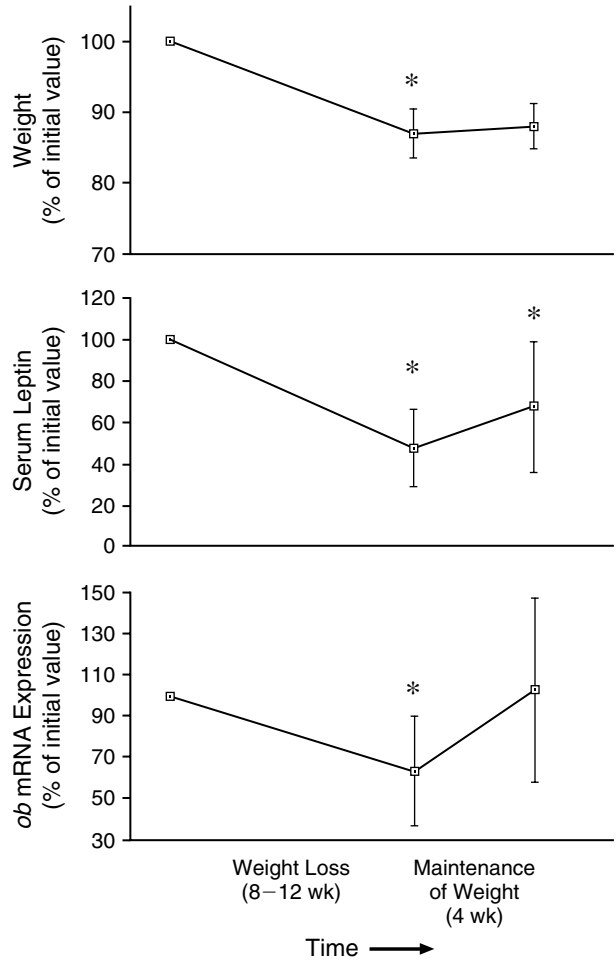 Weight
(% of initial value)
100
90
80
70
*
Serum Leptin
(% of initial value)
120
100
80
60
40
20
0
*
*
ob mRNA Expression
(% of initial value)
150
130
110
90
70
50
30
*
Weight Loss
(8–12 wk)
Maintenance
of Weight
(4 wk)
Time